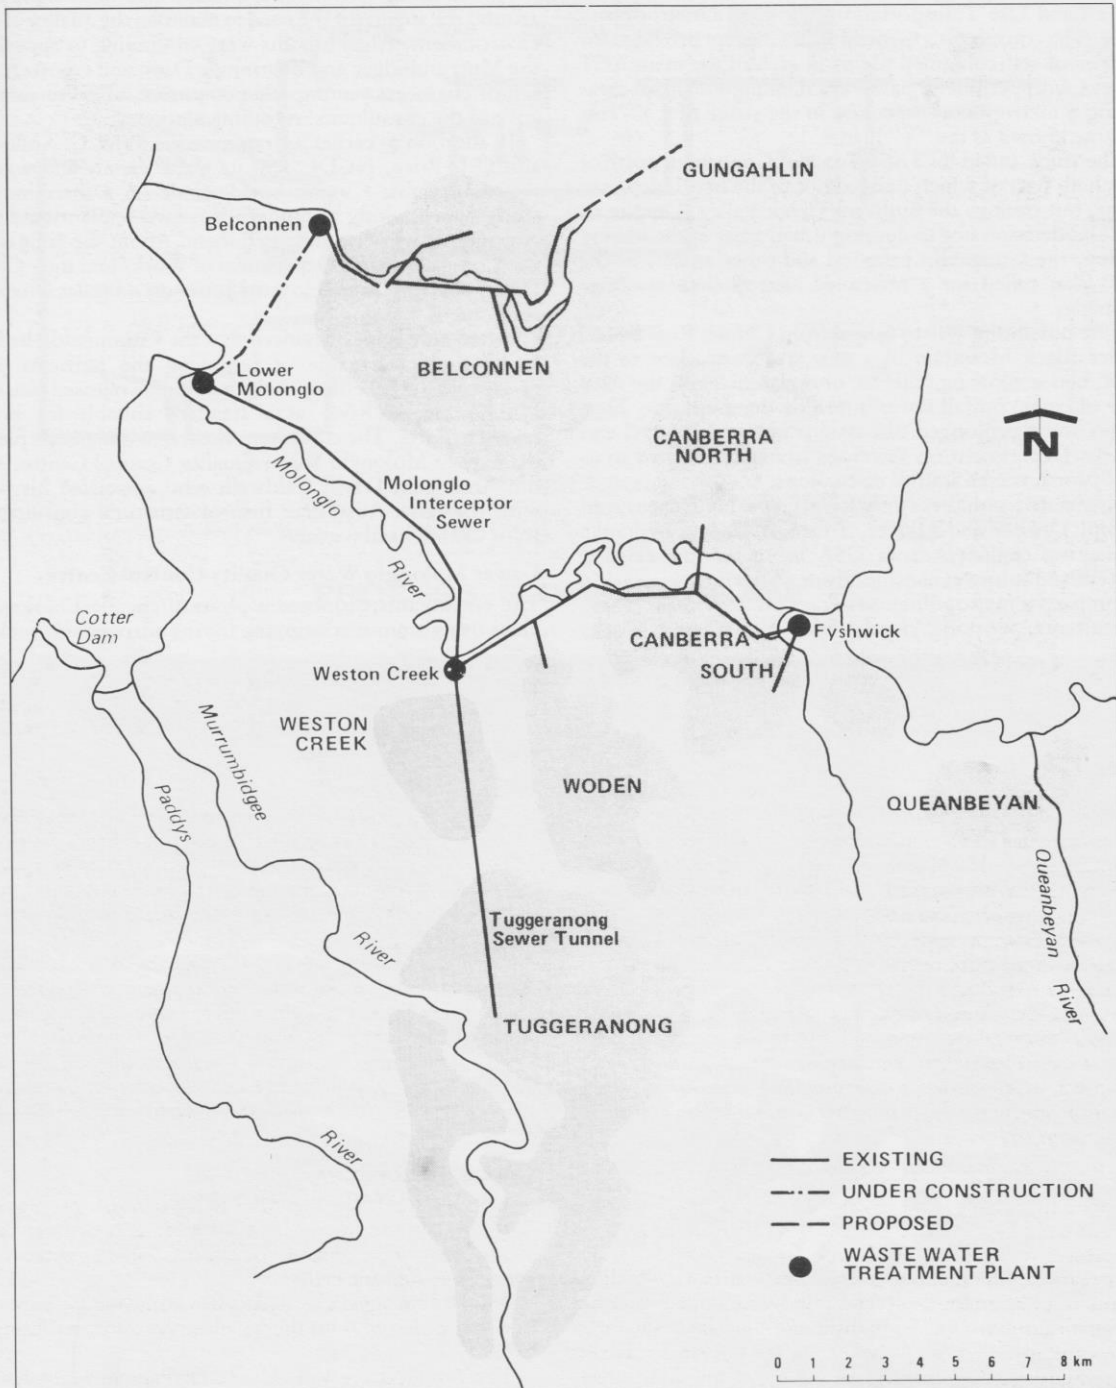 GUNGAHLIN
Belconnen
BELCONNEN
Lower
Molonglo
CANBERRA
NORTH
N
Molonglo
River
Molonglo
Interceptor
Sewer
Cotter
Dam
CANBERRA
SOUTH
Fyshwick
Weston Creek
WESTON
CREEK
Murrumbidgee
River
Paddys
River
WODEN
QUEANBEYAN
Queanbeyan
River
Tuggeranong
Sewer Tunnel
TUGGERANONG
EXISTING
UNDER CONSTRUCTION
PROPOSED
WASTE WATER
TREATMENT PLANT
0 1 2 3 4 5 6 7 8 km